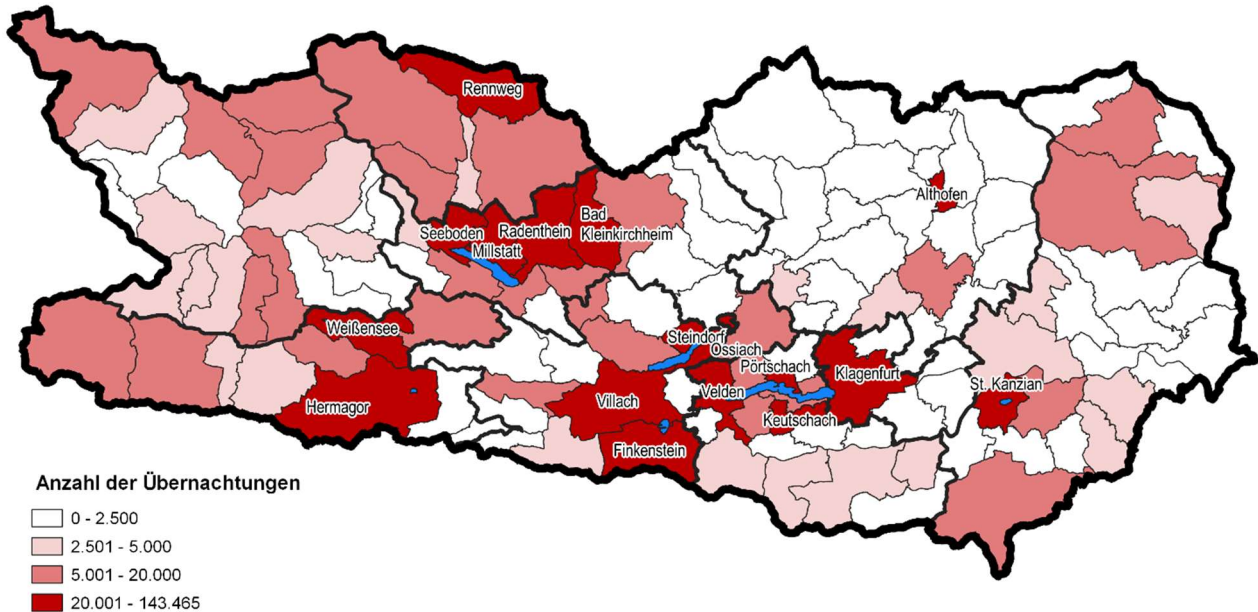 Rennweg
Althofen
Bad
Kleinkirchheim
Seeboden
Radenthein
Millstatt
Weißensee
Steindorf
Ossiach
Pörtschach
Klagenfurt
St. Kanzian
Velden
Villach
Hermagor
Keutschach
Finkenstein
Anzahl der Übernachtungen
0 - 2.500
2.501 - 5.000
5.001 - 20.000
20.001 - 143.465